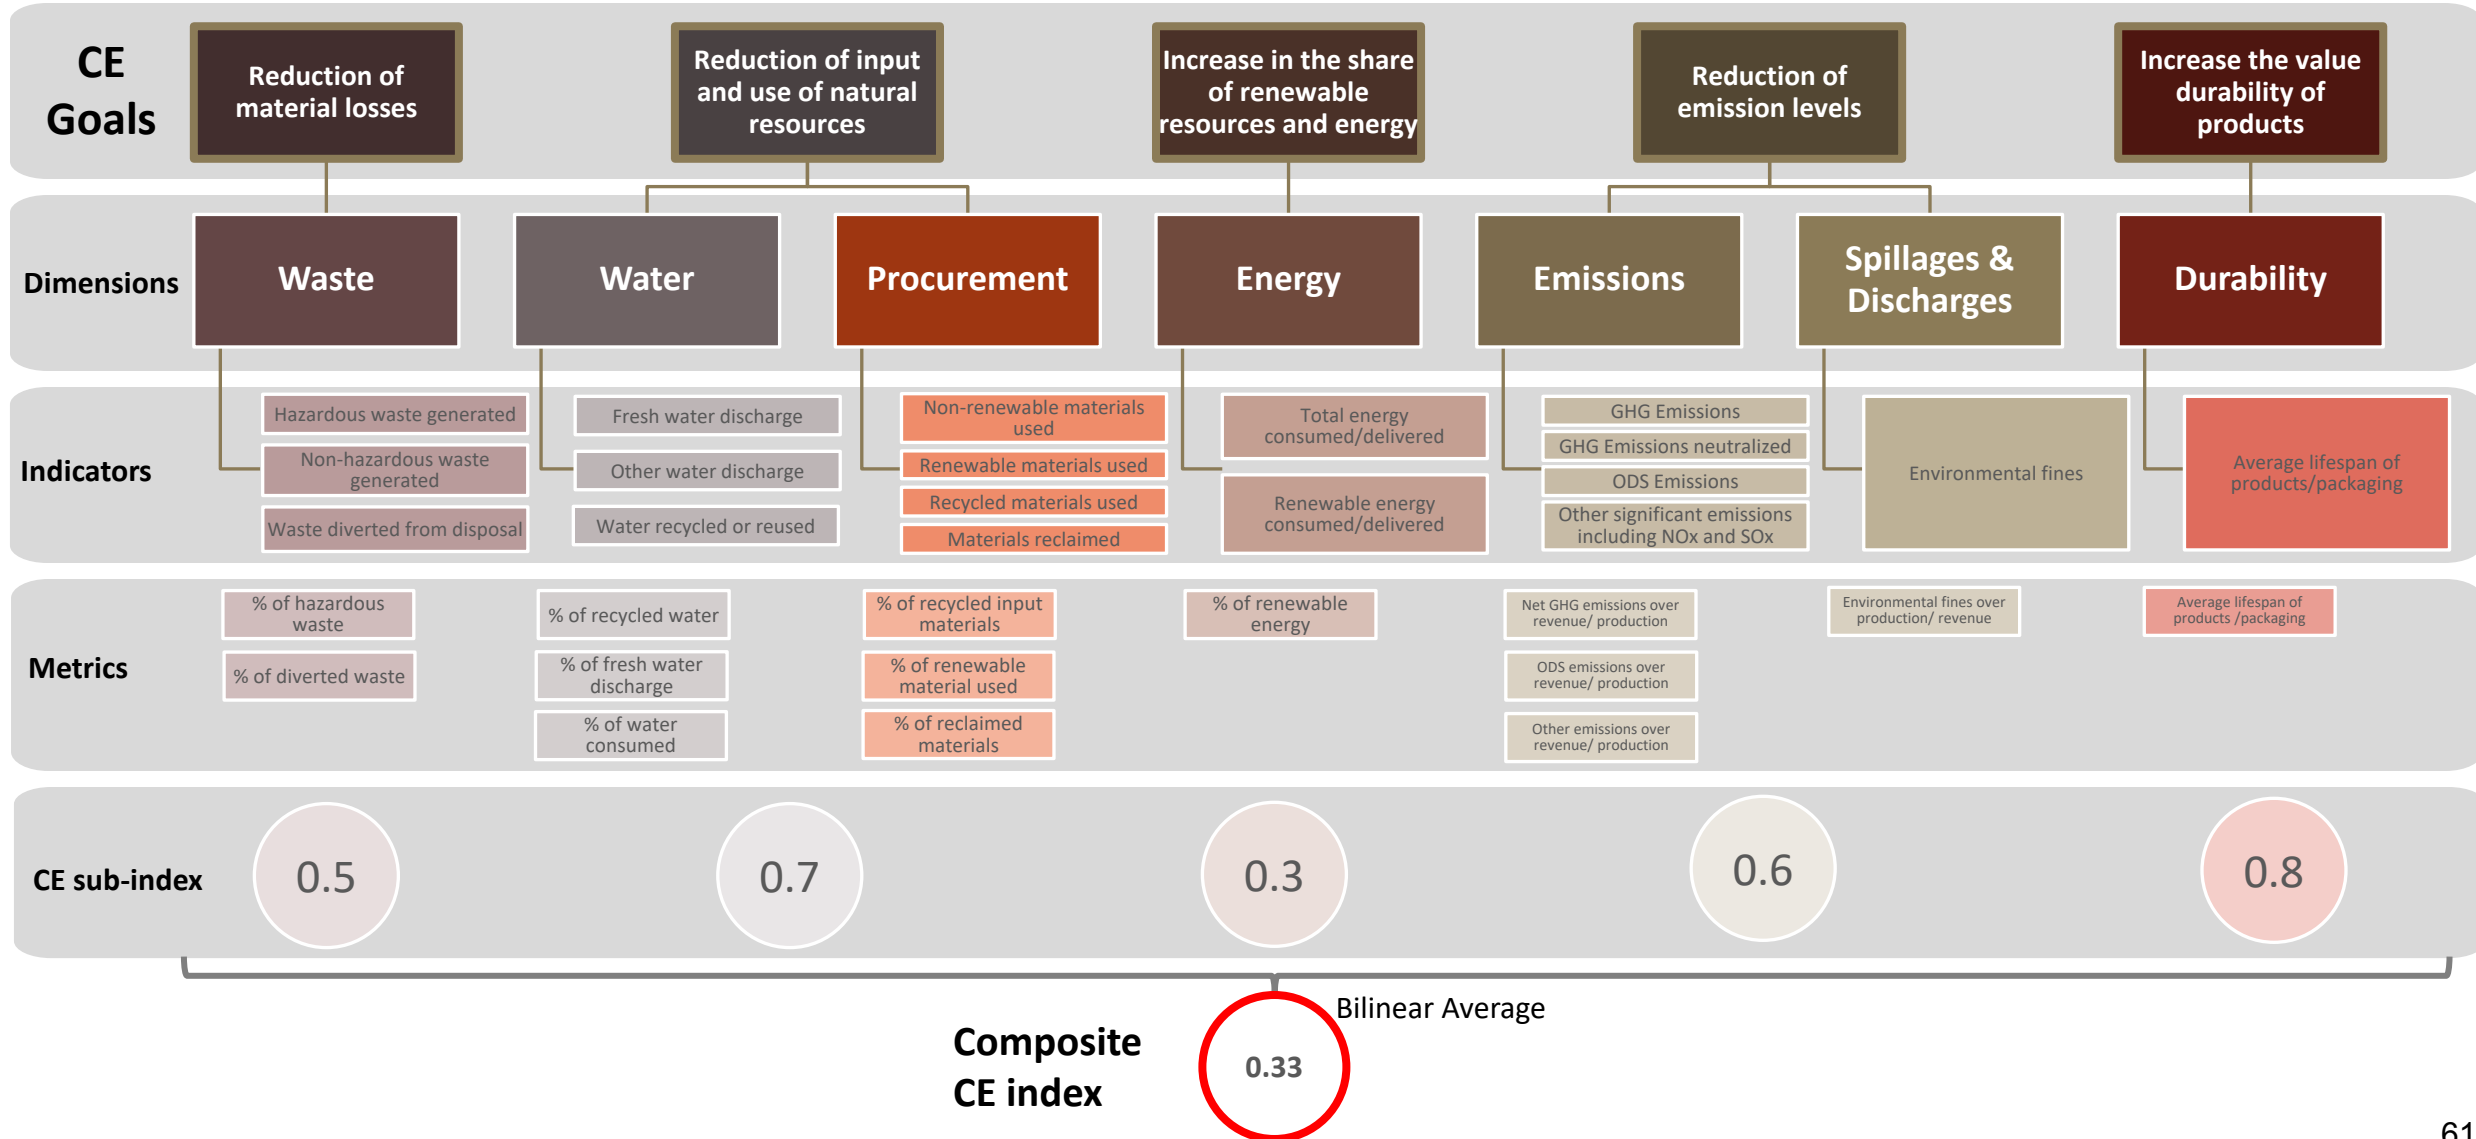 CE
Goals
Reduction of
material losses
Reduction of input
and use of natural
resources
Increase in the share
of renewable
resources and energy
Reduction of
emission levels
Increase the value
durability of
products
Dimensions
Waste
Water
Procurement
Energy
Emissions
Spillages &
Discharges
Durability
Indicators
Hazardous waste generated
Non-hazardous waste
generated
Waste diverted from disposal
Fresh water discharge
Other water discharge
Water recycled or reused
Non-renewable materials
used
Renewable materials used
Recycled materials used
Materials reclaimed
Total energy
consumed/delivered
Renewable energy
consumed/delivered
GHG Emissions
GHG Emissions neutralized
ODS Emissions
Other significant emissions
including NOx and SOx
Environmental fines
Average lifespan of
products/packaging
Metrics
% of hazardous
waste
% of diverted waste
% of recycled water
% of fresh water
discharge
% of water
consumed
% of recycled input
materials
% of renewable
material used
% of reclaimed
materials
% of renewable
energy
Net GHG emissions over
revenue/ production
ODS emissions over
revenue/ production
Other emissions over
revenue/ production
Environmental fines over
production/ revenue
Average lifespan of
products /packaging
CE sub-index
0.5
0.7
0.3
0.6
0.8
Bilinear Average
Composite
CE index
0.33
61